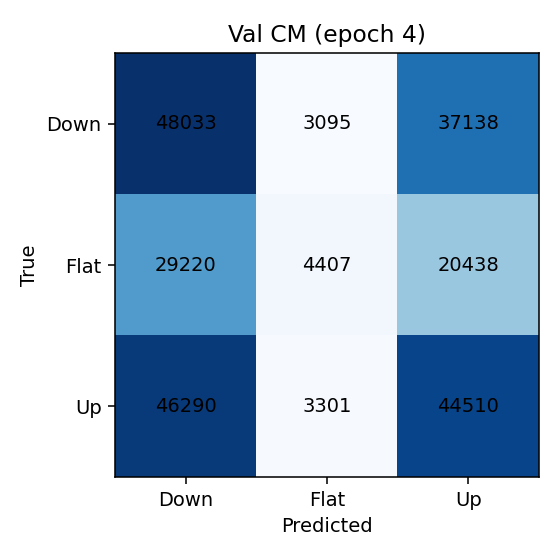 Val CM (epoch 4)
Down 48033 3095 37138
Flat 29220 4407 20438
Up 46290 3301 44510
Down Flat Up
Predicted
True